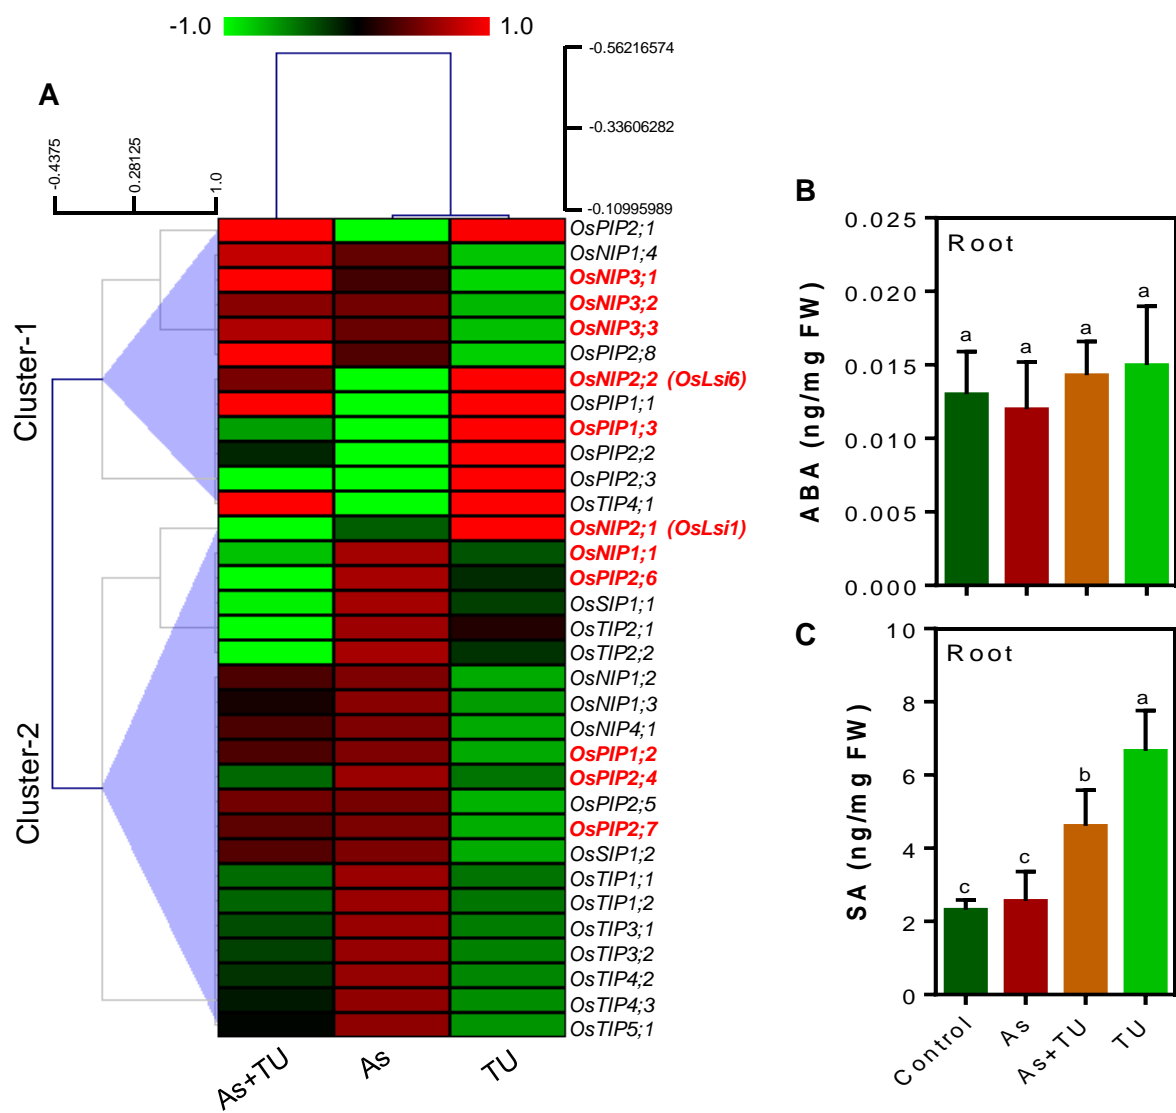 -1.0 1.0
A
-0.4375
0.28125
1.0
-0.56216574
-0.33606282
-0.10995989
Cluster-1
Cluster-2
OsPIP2;1
OsNIP1;4
OsNIP3;1
OsNIP3;2
OsNIP3;3
OsPIP2;8
OsNIP2;2 (OsLsi6)
OsPIP1;1
OsPIP1;3
OsPIP2;2
OsPIP2;3
OsTIP4;1
OsNIP2;1 (OsLsi1)
OsNIP1;1
OsPIP2;6
OsSIP1;1
OsTIP2;1
OsTIP2;2
OsNIP1;2
OsNIP1;3
OsNIP4;1
OsPIP1;2
OsPIP2;4
OsPIP2;5
OsPIP2;7
OsSIP1;2
OsTIP1;1
OsTIP1;2
OsTIP3;1
OsTIP3;2
OsTIP4;2
OsTIP4;3
OsTIP5;1
As+TU
As
TU
B
Root
ABA (ng/mg FW)
0.025
0.020
0.015
0.010
0.005
0.000
a
a
a
a
C
Root
SA (ng/mg FW)
10
8
6
4
2
0
c
c
b
a
Control
As
As+TU
TU